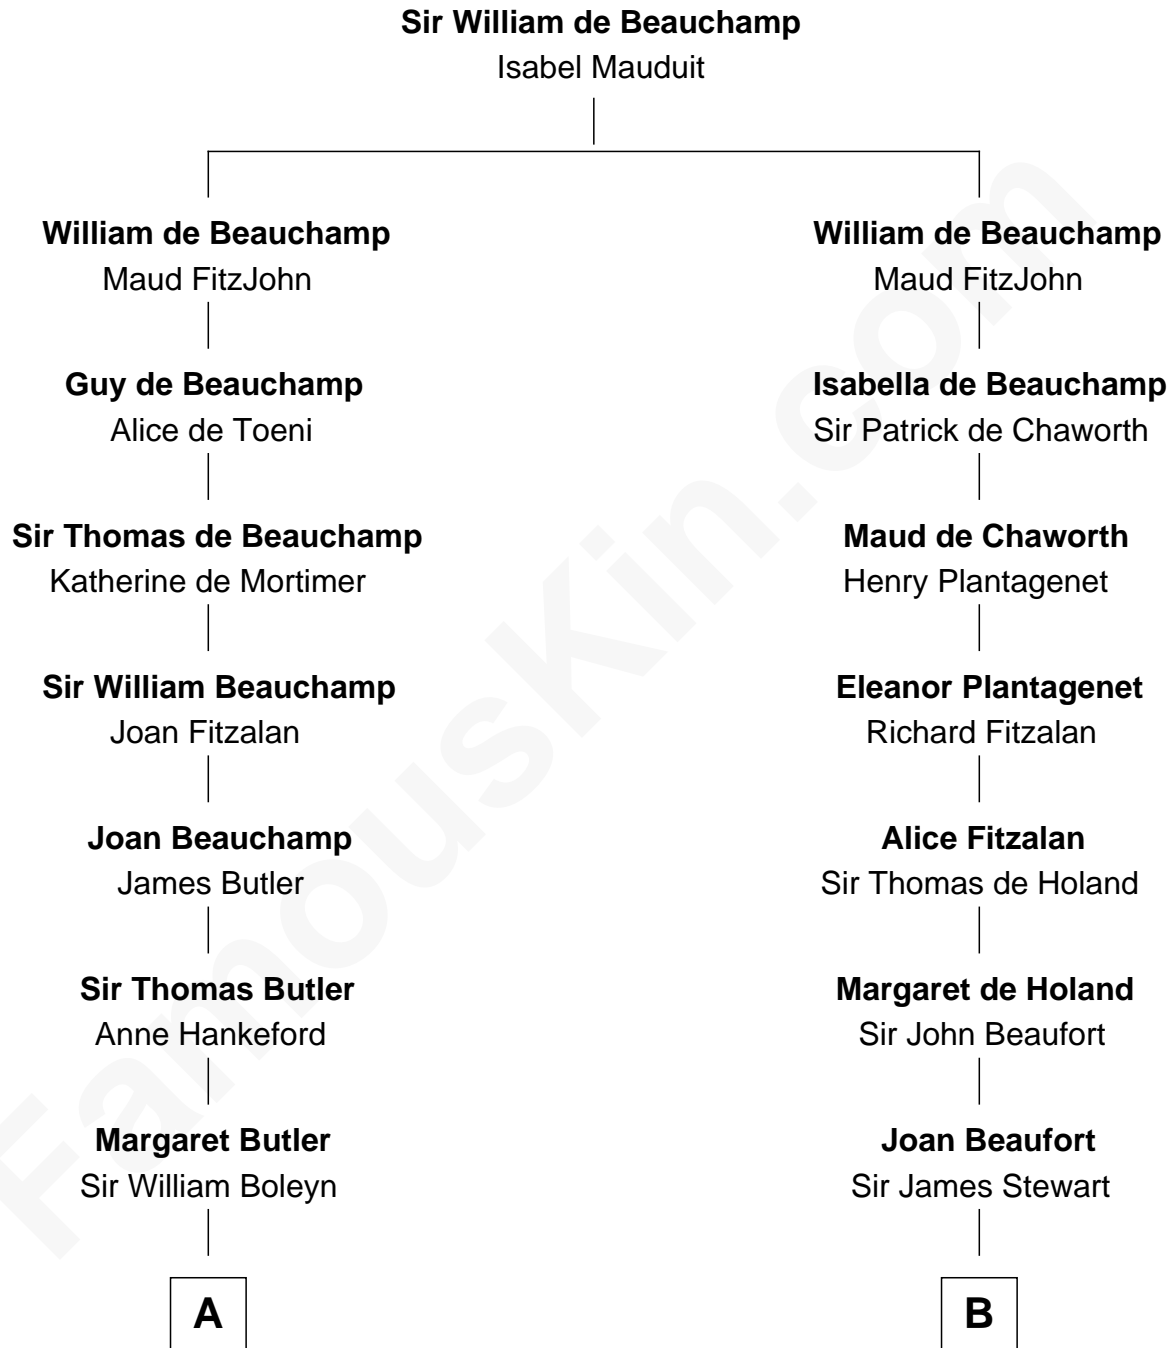 Sir William de Beauchamp
Isabel Mauduit
William de Beauchamp
Maud FitzJohn
William de Beauchamp
Maud FitzJohn
Guy de Beauchamp
Alice de Toeni
Isabella de Beauchamp
Sir Patrick de Chaworth
Sir Thomas de Beauchamp
Katherine de Mortimer
Maud de Chaworth
Henry Plantagenet
Sir William Beauchamp
Joan Fitzalan
Eleanor Plantagenet
Richard Fitzalan
Joan Beauchamp
James Butler
Alice Fitzalan
Sir Thomas de Holand
Sir Thomas Butler
Anne Hankeford
Margaret de Holand
Sir John Beaufort
Margaret Butler
Sir William Boleyn
Joan Beaufort
Sir James Stewart
A
B
FamousKin.com